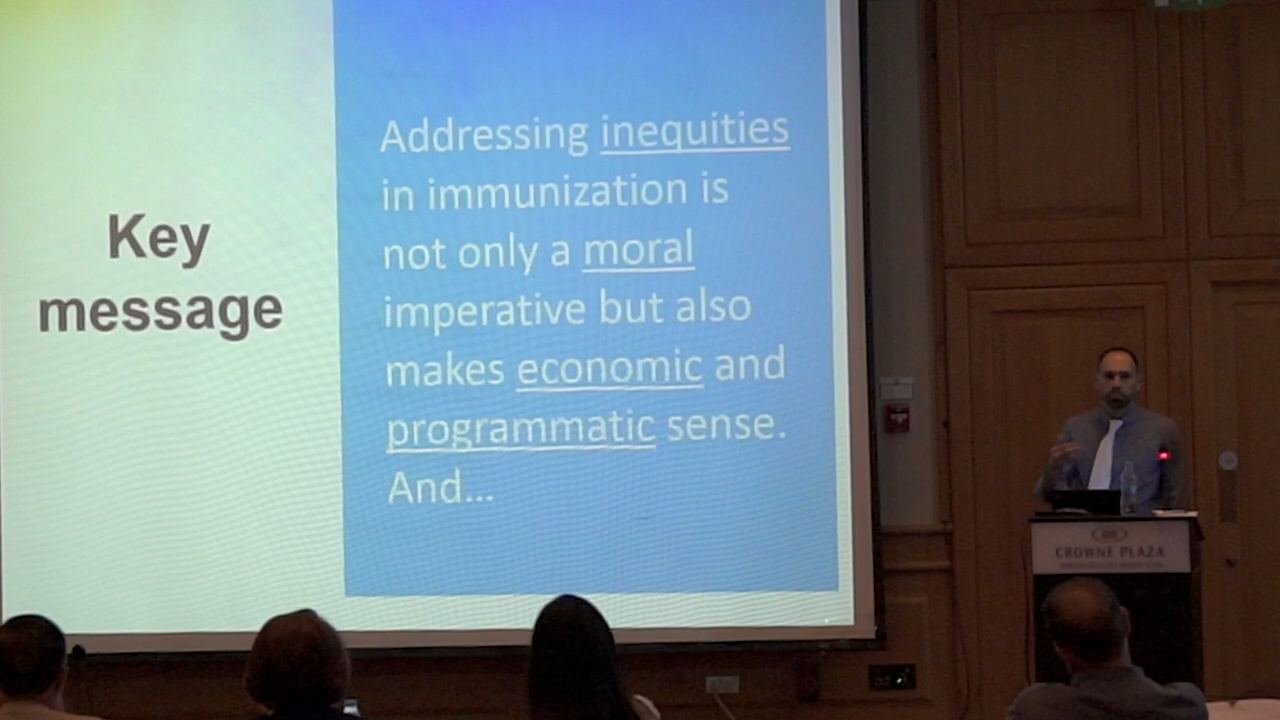 Key
message
Addressing inequities
in immunization is
not only a moral
imperative but also
makes economic and
programmatic sense.
And...
CROWNE PLAZA